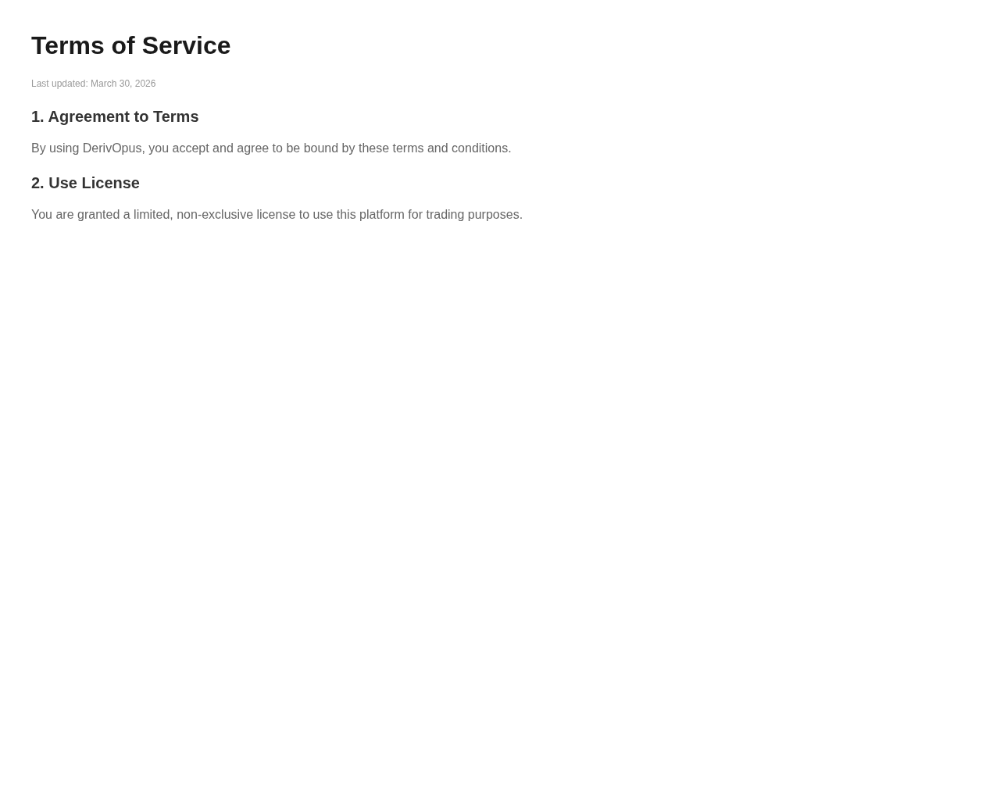 Terms of Service
Last updated: March 30, 2026
1. Agreement to Terms
By using DerivOpus, you accept and agree to be bound by these terms and conditions.
2. Use License
You are granted a limited, non-exclusive license to use this platform for trading purposes.